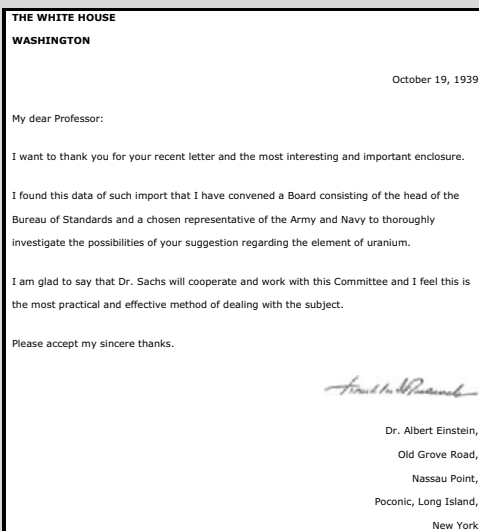 THE WHITE HOUSE
WASHINGTON
October 19, 1939
My dear Professor:
I want to thank you for your recent letter and the most interesting and important enclosure.
I found this data of such import that I have convened a Board consisting of the head of the
Bureau of Standards and a chosen representative of the Army and Navy to thoroughly
investigate the possibilities of your suggestion regarding the element of uranium.
I am glad to say that Dr. Sachs will cooperate and work with this Committee and I feel this is
the most practical and effective method of dealing with the subject.
Please accept my sincere thanks.
Dr. Albert Einstein,
Old Grove Road,
Nassau Point,
Poconic, Long Island,
New York